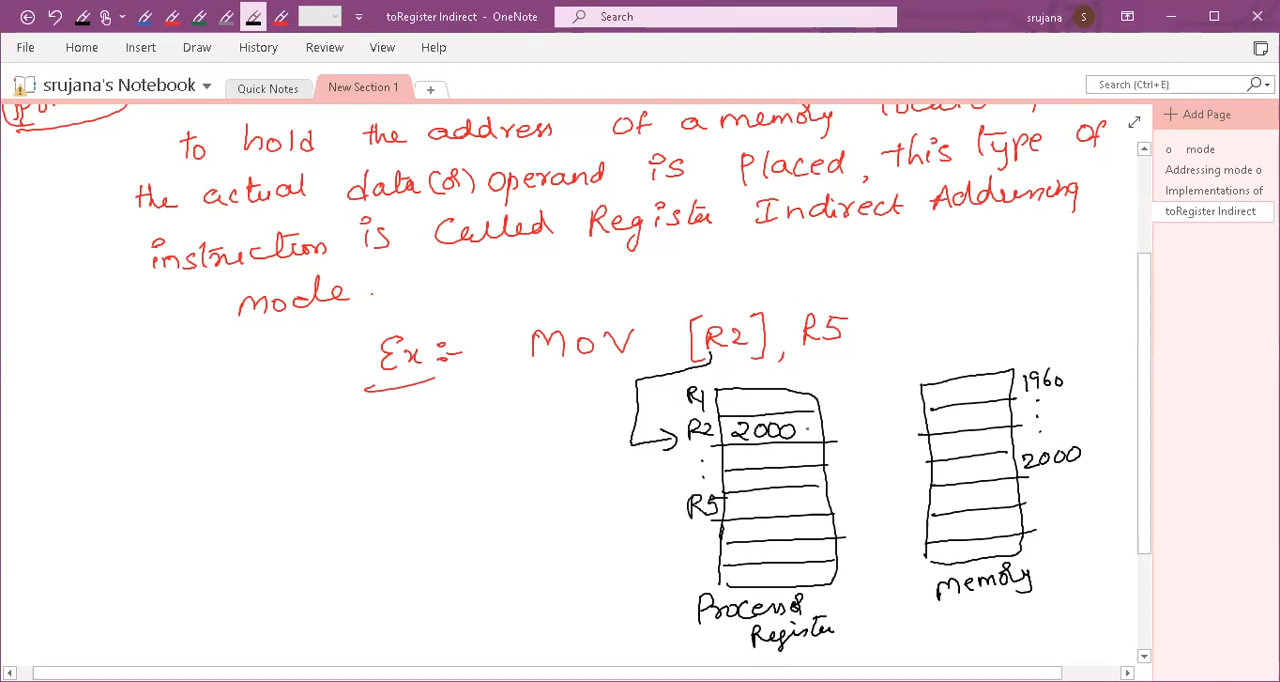 toRegister Indirect - OneNote
Search
srujana
S
File Home Insert Draw History Review View Help
srujana's Notebook
Quick Notes
New Section 1
Search (Ctrl+E)
Add Page
o mode
Addressing mode o
Implementations of
toRegister Indirect
to hold the address of a memory
the actual data (or) operand is placed, this type of
instruction is called Register Indirect Addressing
mode.
Ex:- MOV [R2], R5
R1
R2 2000
R5
Processor
Register
1960
2000
Memory